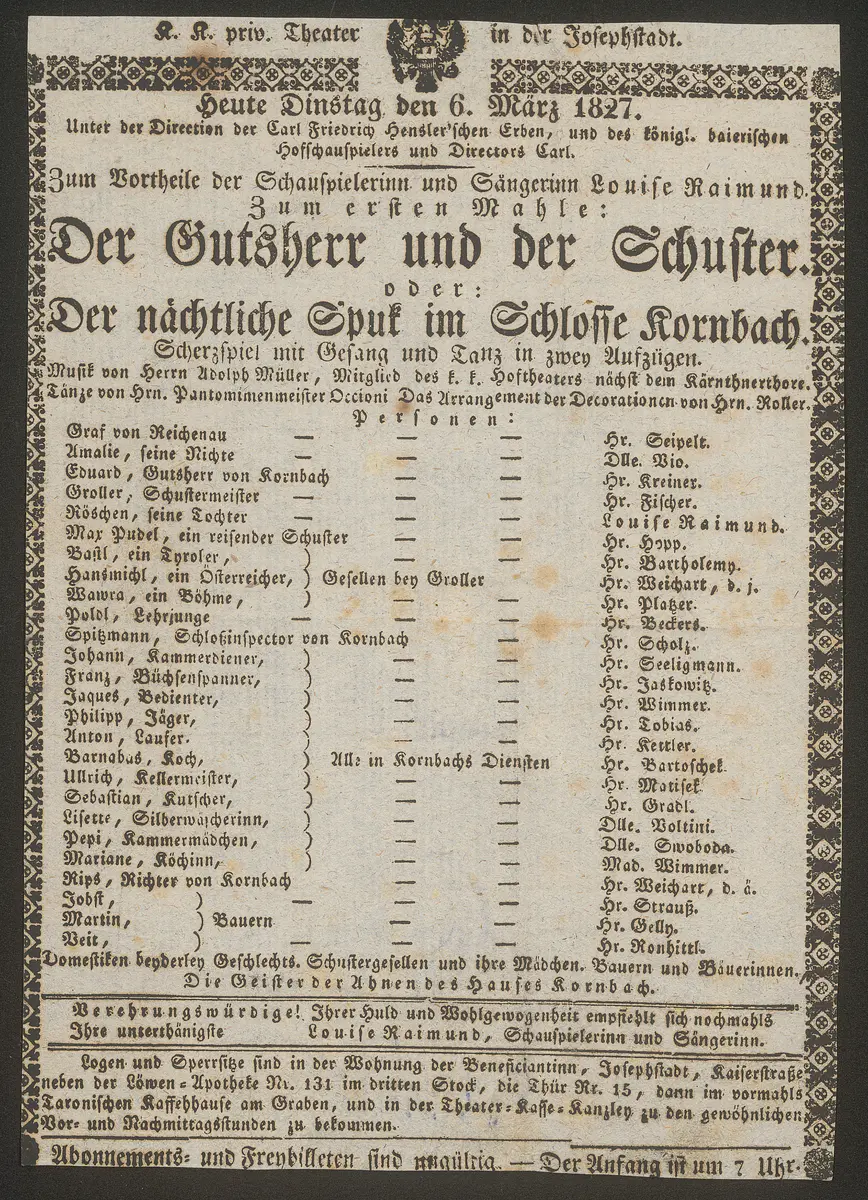 K. K. priv. Theater in der Josephstadt.
Heute Dinstag den 6. März 1827.
Unter der Direction der Carl Friedrich Hensler'schen Erben, und des königl. baierischen
Hofschauspielers und Directors Carl.
Zum Vortheile der Schauspielerinn und Sängerinn Louise Raimund.
Zum ersten Mahle:
Der Gutsherr und der Schuster.
oder:
Der nächtliche Spuk im Schlosse Kornbach.
Scherzspiel mit Gesang und Tanz in zwey Aufzügen.
Musik von Herrn Adolph Müller, Mitglied des k. k. Hoftheaters nächst dem Kärnthnerthore.
Tänze von Hrn. Pantomimenmeister Occioni Das Arrangement der Decorationen von Hrn. Roller.
Personen:
Graf von Reichenau — — — Hr. Seipelt.
Amalie, seine Nichte — — — Dlle. Vio.
Eduard, Gutsherr von Kornbach — — Hr. Kreiner.
Groller, Schustermeister — — — Hr. Fischer.
Röschen, seine Tochter — — — Louise Raimund.
Max Pudel, ein reisender Schuster — — Hr. Hopp.
Bastl, ein Tyroler, ) — — Hr. Bartholemy.
Hansmichl, ein Österreicher, ) Gesellen bey Groller — Hr. Weichart, d. j.
Wawra, ein Böhme, ) — — Hr. Platzer.
Poldl, Lehrjunge — — — Hr. Beckers.
Spitzmann, Schloßinspector von Kornbach — Hr. Scholz.
Johann, Kammerdiener, ) — — Hr. Seeligmann.
Franz, Büchsenspanner, ) — — Hr. Jaskowitz.
Jaques, Bedienter, ) — — Hr. Wimmer.
Philipp, Jäger, ) — — Hr. Tobias.
Anton, Laufer. ) — — Hr. Kettler.
Barnabas, Koch, ) Alle in Kornbachs Diensten Hr. Bartoschek.
Ullrich, Kellermeister, ) — — Hr. Matisek
Sebastian, Kutscher, ) — — Hr. Gradl.
Lisette, Silberwäscherinn, ) — — Dlle. Voltini.
Pepi, Kammermädchen, ) — — Dlle. Swoboda.
Mariane, Köchinn, ) — — Mad. Wimmer.
Rips, Richter von Kornbach — — Hr. Weichart, d. ä.
Jobst, ) — — — Hr. Strauß.
Martin, ) Bauern — — Hr. Gelly.
Veit, ) — — — Hr. Ronhittl.
Domestiken beyderley Geschlechts. Schustergesellen und ihre Mädchen. Bauern und Bäuerinnen.
Die Geister der Ahnen des Hauses Kornbach.
Verehrungswürdige! Ihrer Huld und Wohlgewogenheit empfiehlt sich nochmahls
Ihre unterthänigste Louise Raimund, Schauspielerinn und Sängerinn.
Logen und Sperrsitze sind in der Wohnung der Beneficiantinn, Josephstadt, Kaiserstraße
neben der Löwen-Apotheke Nr. 131 im dritten Stock, die Thür Nr. 15, dann im vormahls
Taronischen Kaffehhause am Graben, und in der Theater-Kasse-Kanzley zu den gewöhnlichen
Vor- und Nachmittagsstunden zu bekommen.
Abonnements- und Freybilleten sind ungültig. — Der Anfang ist um 7 Uhr.